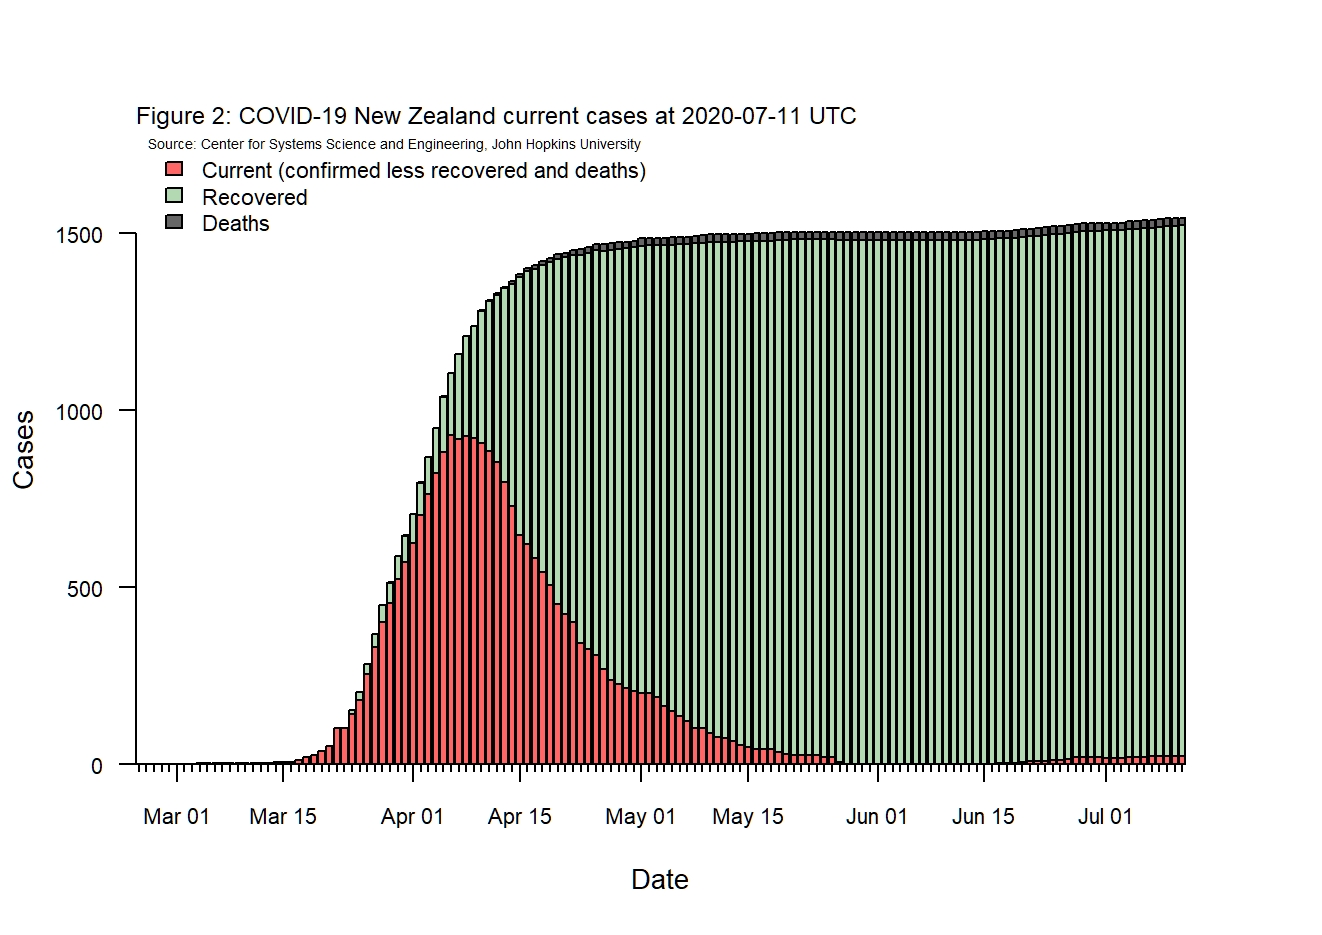 Figure 2: COVID-19 New Zealand current cases at 2020-07-11 UTC
Source: Center for Systems Science and Engineering, John Hopkins University
Current (confirmed less recovered and deaths)
Recovered
Deaths
1500
1000
500
0
Cases
Mar 01 Mar 15 Apr 01 Apr 15 May 01 May 15 Jun 01 Jun 15 Jul 01
Date